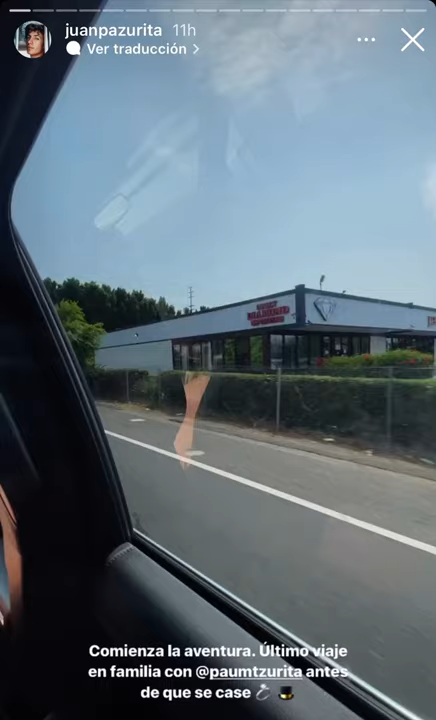 juanpazurita 11h
Ver traducción
Comienza la aventura. Último viaje
en familia con @paumtzurita antes
de que se case